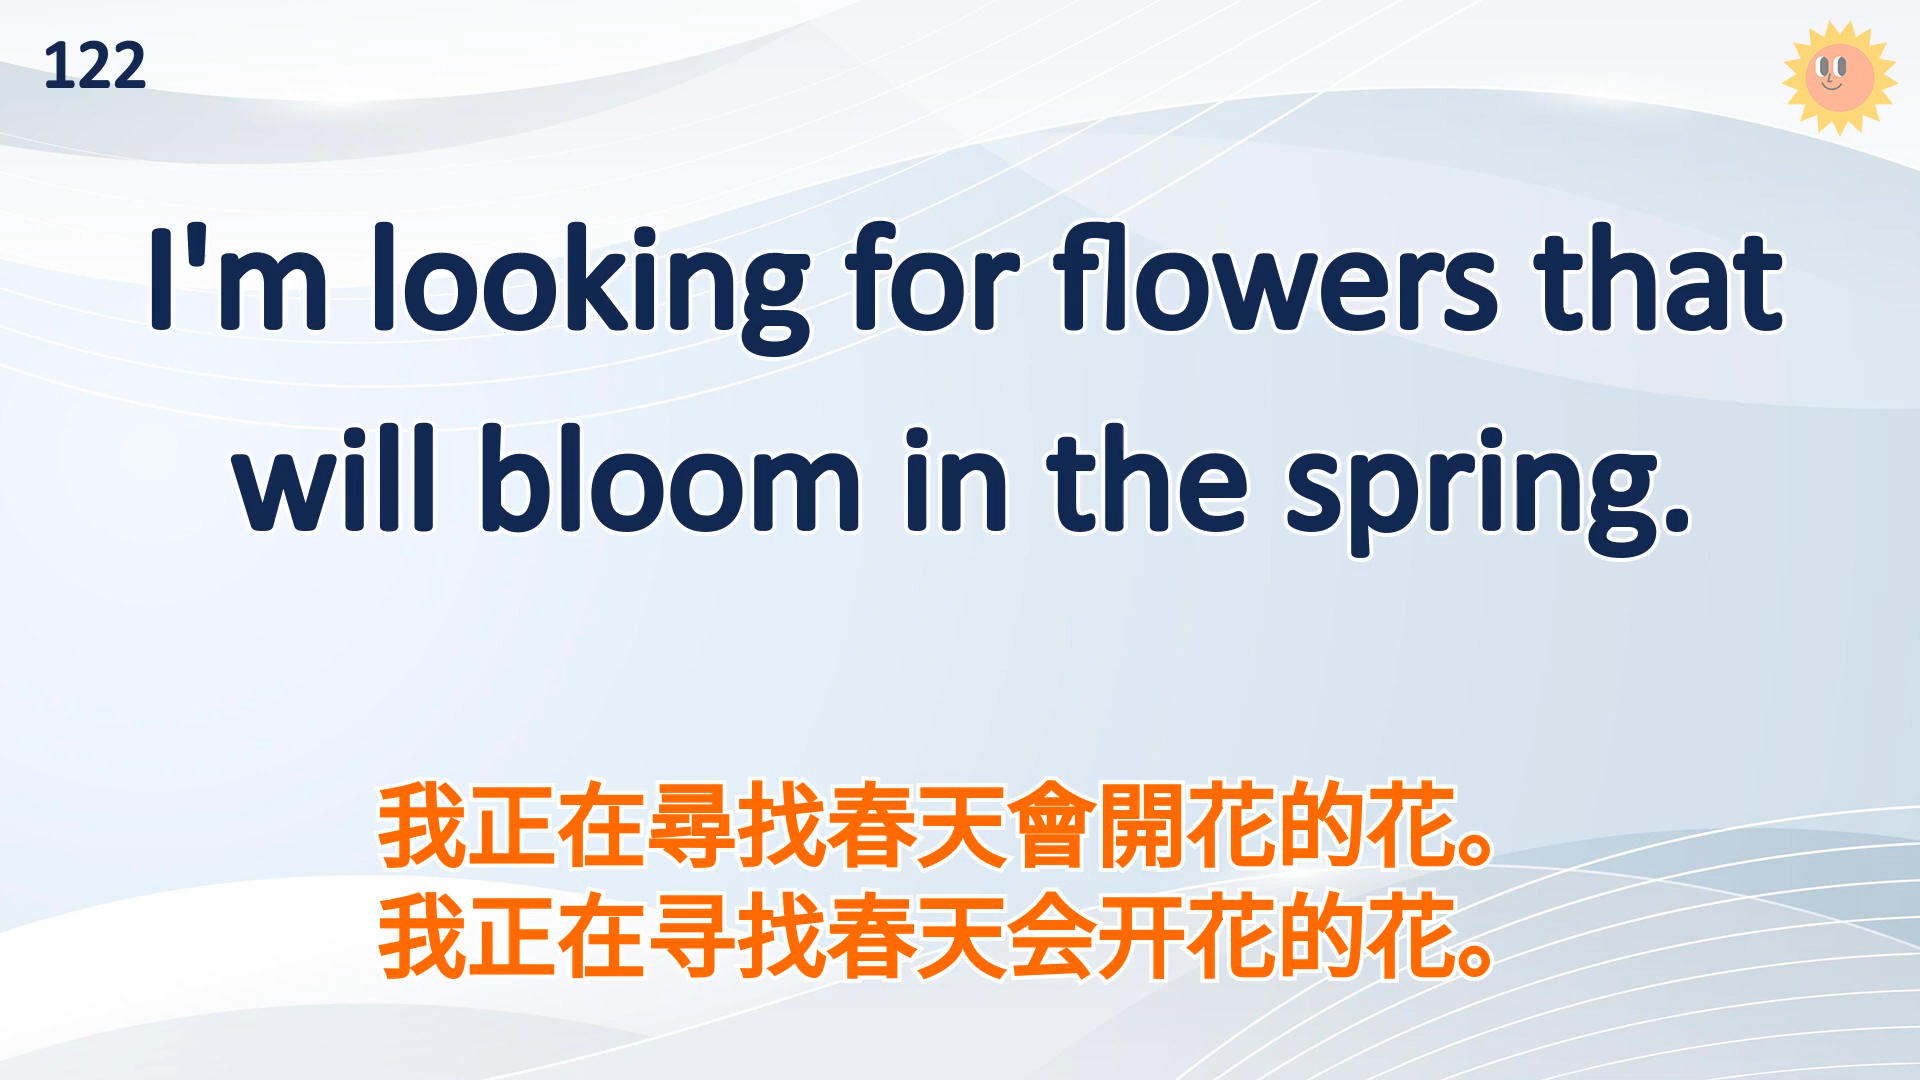 122
I'm looking for flowers that
will bloom in the spring.
我正在尋找春天會開花的花。
我正在寻找春天会开花的花。